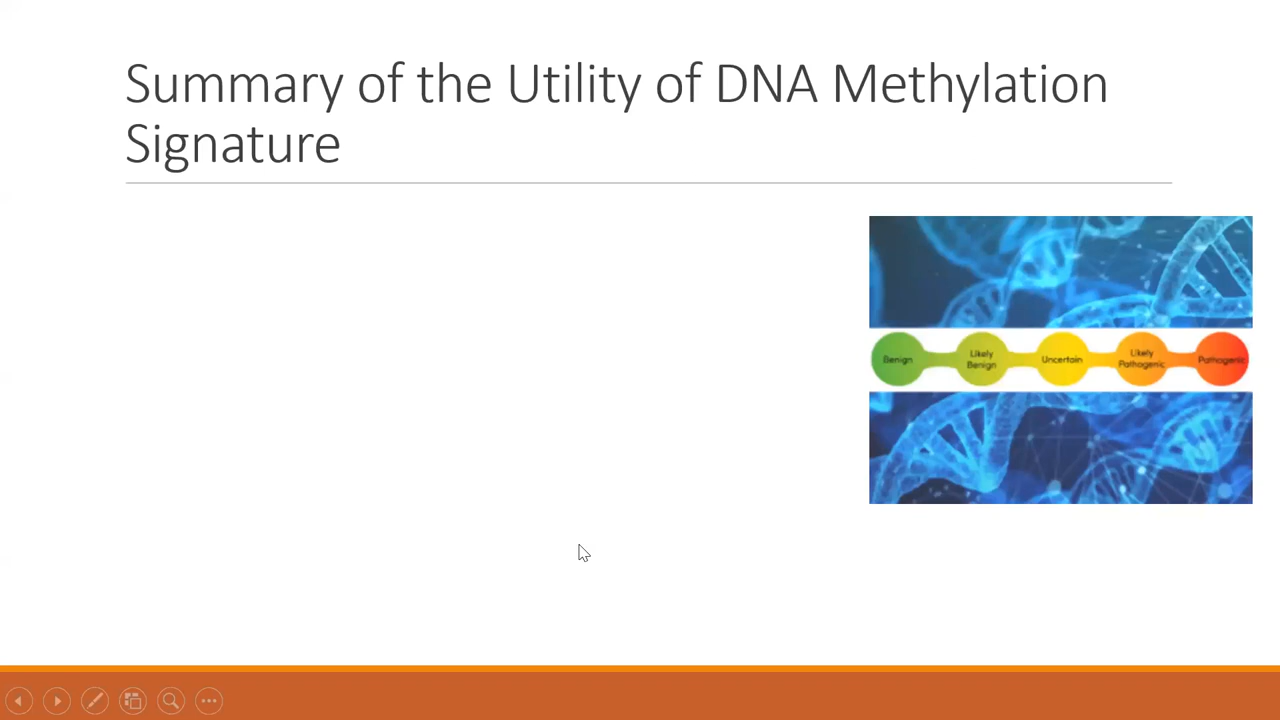 Summary of the Utility of DNA Methylation
Signature
Benign
Likely
Benign
Uncertain
Likely
Pathogenic
Pathogenic